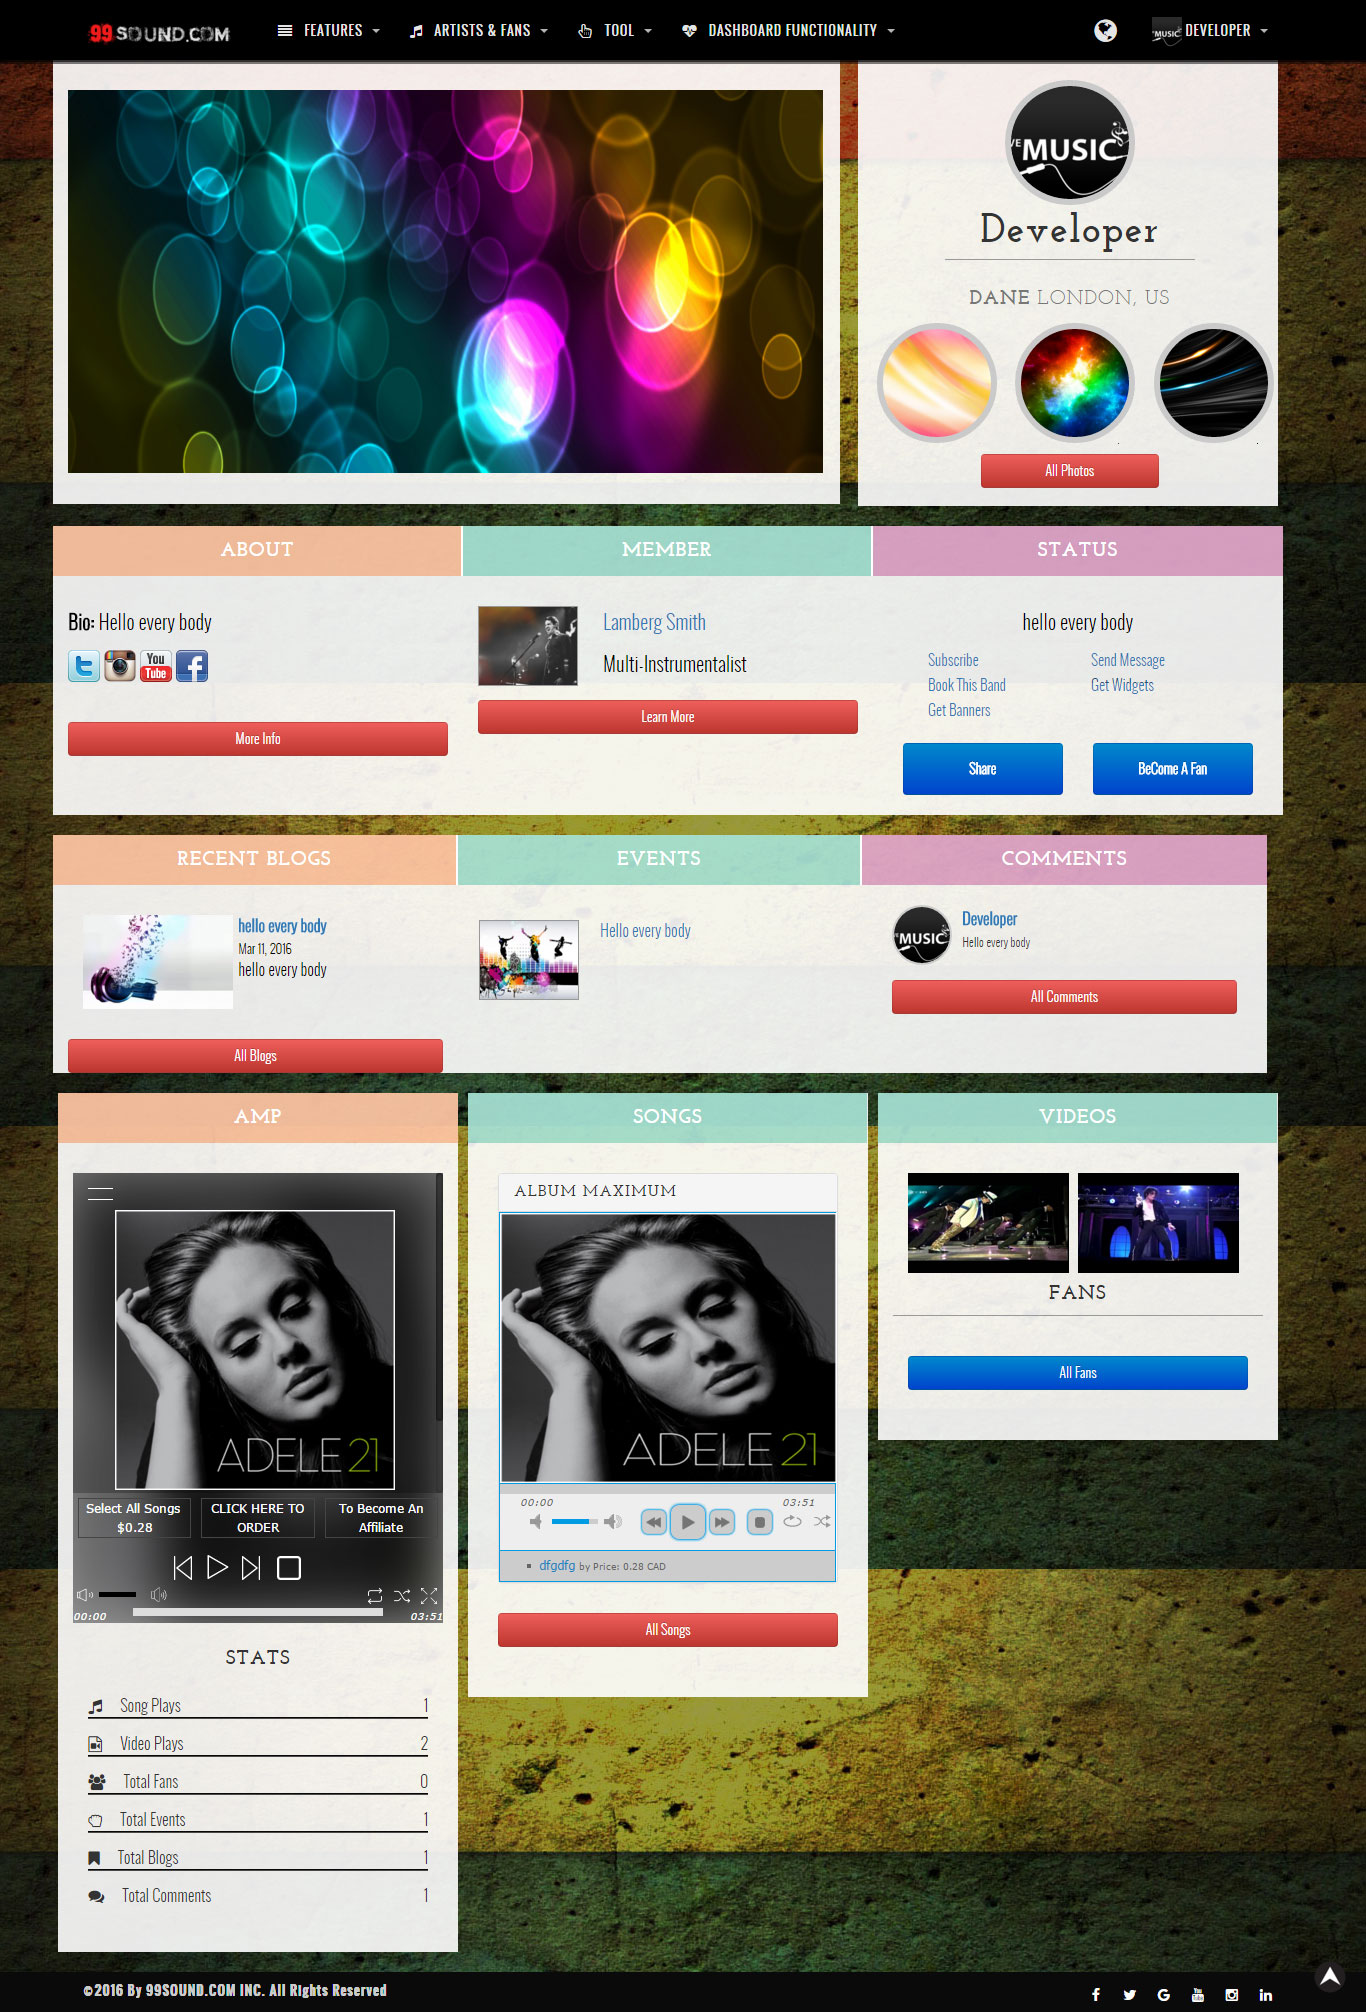 99SOUND.COM
FEATURES
ARTISTS & FANS
TOOL
DASHBOARD FUNCTIONALITY
MUSIC
DEVELOPER
VE MUSIC
Developer
DANE LONDON, US
All Photos
ABOUT
MEMBER
STATUS
Bio: Hello every body
You
Tube
More Info
Lamberg Smith
Multi-Instrumentalist
Learn More
hello every body
Subscribe
Send Message
Book This Band
Get Widgets
Get Banners
Share
BeCome A Fan
RECENT BLOGS
EVENTS
COMMENTS
hello every body
Mar 11, 2016
hello every body
All Blogs
Hello every body
MUSIC
Developer
Hello every body
All Comments
AMP
SONGS
VIDEOS
ADELE 21
Select All Songs
$0.28
CLICK HERE TO
ORDER
To Become An
Affiliate
00:00
03:51
STATS
Song Plays 1
Video Plays 2
Total Fans 0
Total Events 1
Total Blogs 1
Total Comments 1
ALBUM MAXIMUM
ADELE 21
00:00
03:51
dfgdfg by Price: 0.28 CAD
All Songs
FANS
All Fans
©2016 By 99SOUND.COM INC. All Rights Reserved